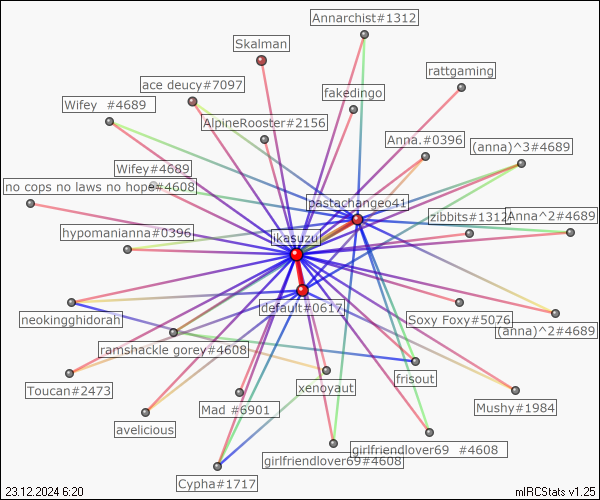 Annarchist#1312
Skalman
rattgaming
ace deucy#7097
fakedingo
Wifey #4689
AlpineRooster#2156
Anna.#0396
(anna)^3#4689
Wifey#4689
no cops no laws no hope#4608
pastachangeo41
zibbits#1312
Anna^2#4689
hypomanianna#0396
ikasuzu
default#0617
neokingghidorah
Soxy Foxy#5076
(anna)^2#4689
ramshackle gorey#4608
frisout
Toucan#2473
xenoyaut
Mad #6901
Mushy#1984
avelicious
girlfriendlover69 #4608
girlfriendlover69#4608
Cypha#1717
23.12.2024 6:20
mIRCStats v1.25